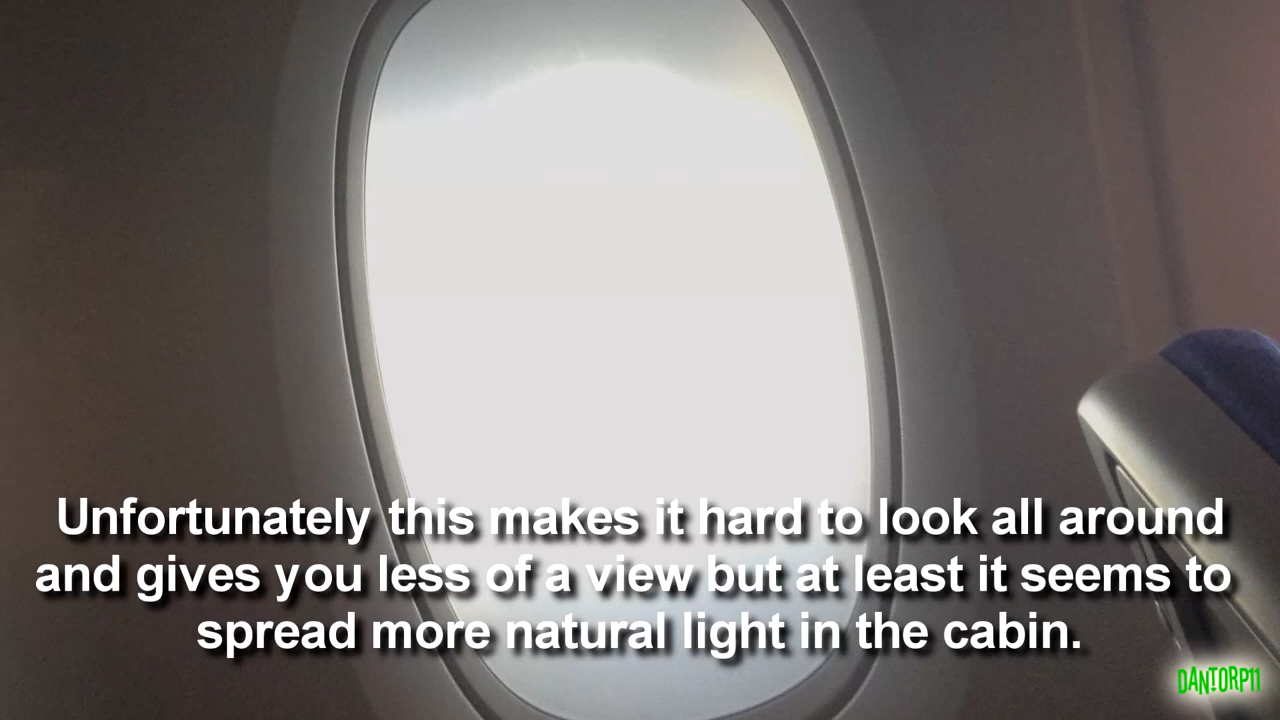 Unfortunately this makes it hard to look all around
and gives you less of a view but at least it seems to
spread more natural light in the cabin.
DANTORP11